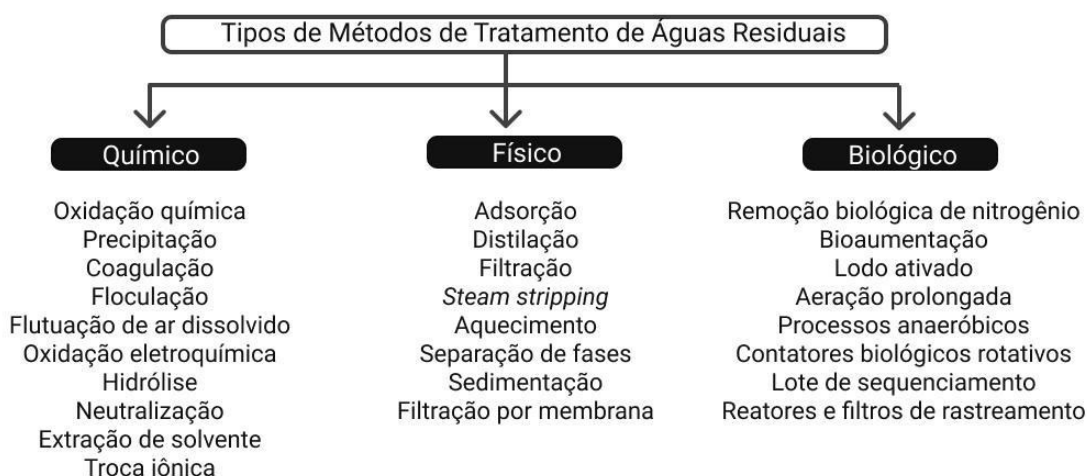 Tipos de Métodos de Tratamento de Águas Residuais
Químico
Oxidação química
Precipitação
Coagulação
Floculação
Flutuação de ar dissolvido
Oxidação eletroquímica
Hidrólise
Neutralização
Extração de solvente
Troca iônica
Físico
Adsorção
Distilação
Filtração
Steam stripping
Aquecimento
Separação de fases
Sedimentação
Filtração por membrana
Biológico
Remoção biológica de nitrogênio
Bioaumentação
Lodo ativado
Aeração prolongada
Processos anaeróbicos
Contatores biológicos rotativos
Lote de sequenciamento
Reatores e filtros de rastreamento